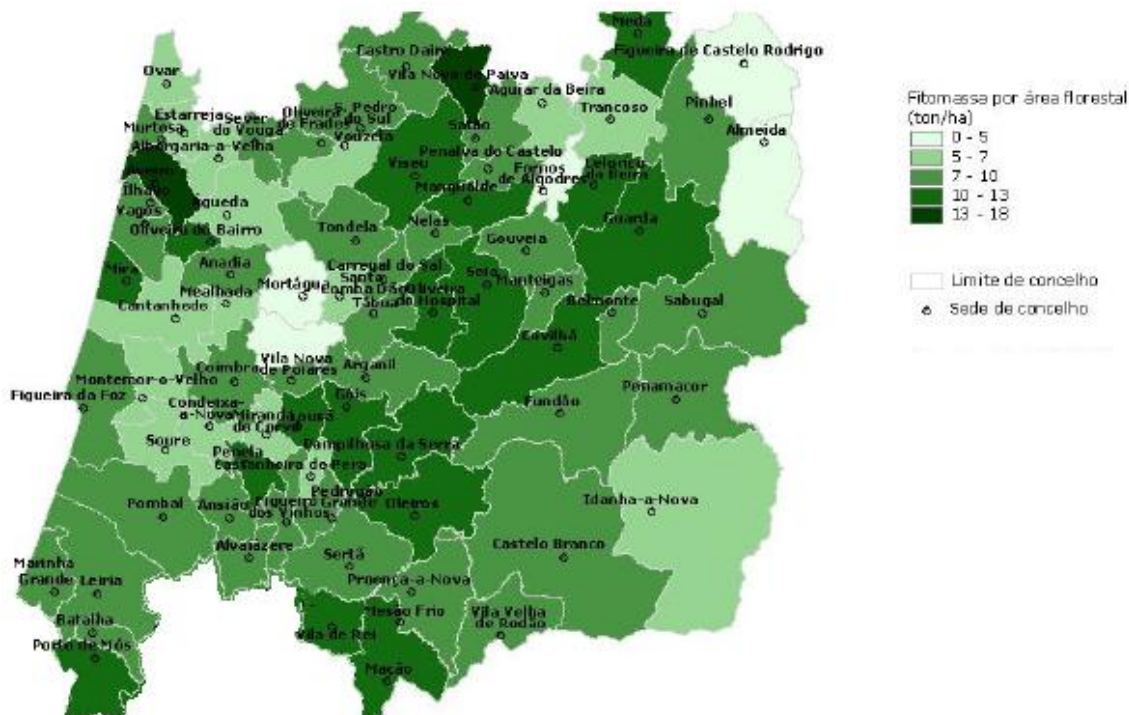 Meda
Castro Daire
Figueira de Castelo Rodrigo
Ovar
Vila Nova de Paiva
Aguiar da Beira
Trancoso
Pinhel
Estarreja
Sever
do Vouga
Oliveira
de Frades
S. Pedro
do Sul
Murtosa
Albergaria-a-Velha
Vouzela
Satão
Almeida
Penalva do Castelo
Viseu
Fornos
de Algodres
Mangualde
Ílhavo
Vagos
Águeda
Guarda
Oliveira do Bairro
Tondela
Nelas
Gouveia
Anadia
Mira
Mortágua
Carregal do Sal
Santa
Comba Dão
Oliveira
do Hospital
Seia
Manteigas
Mealhada
Cantanhede
Tábua
Belmonte
Sabugal
Covilhã
Coimbra
Vila Nova
de Poiares
Arganil
Montemor-o-Velho
Penamacor
Figueira da Foz
Condeixa-
a-Nova
Góis
Fundão
Miranda
do Corvo
Lousã
Soure
Penela
Pampilhosa da Serra
Castanheira de Pera
Pombal
Ansião
Figueiró
dos Vinhos
Pedrógão
Grande
Oleiros
Idanha-a-Nova
Alvaiázere
Sertã
Castelo Branco
Marinha
Grande
Leiria
Proença-a-Nova
Batalha
Mesão Frio
Vila Velha
de Rodão
Porto de Mós
Vila de Rei
Mação
Fitomassa por área florestal
(ton/ha)
0 - 5
5 - 7
7 - 10
10 - 13
13 - 18
Limite de concelho
Sede de concelho